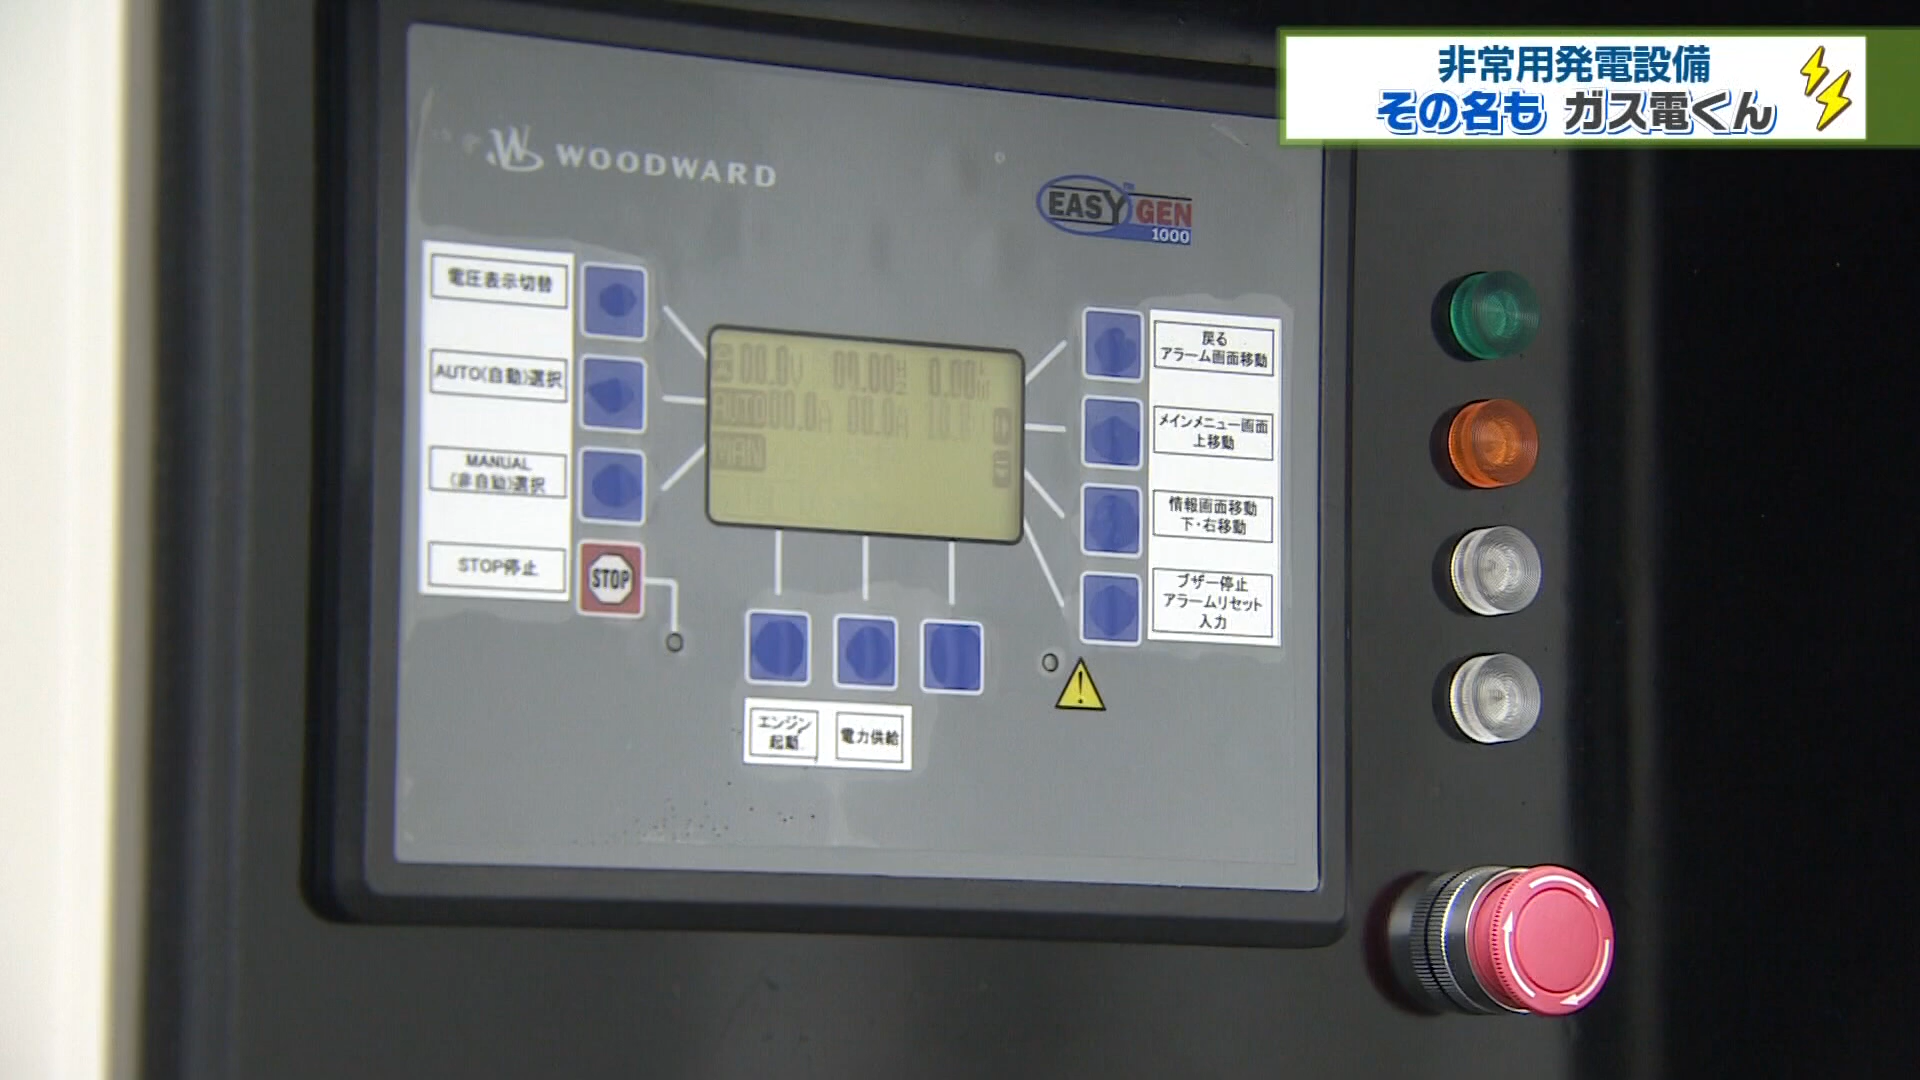 非常用発電設備
その名も ガス電くん
WOODWARD
EASY GEN
1000
電圧表示切替
AUTO(自動)選択
MANUAL
(非自動)選択
STOP停止
STOP
戻る
アラーム画面移動
メインメニュー画面
上移動
情報画面移動
下・右移動
ブザー停止
アラームリセット
入力
エンジン
起動
電力供給
AUTO
MAN